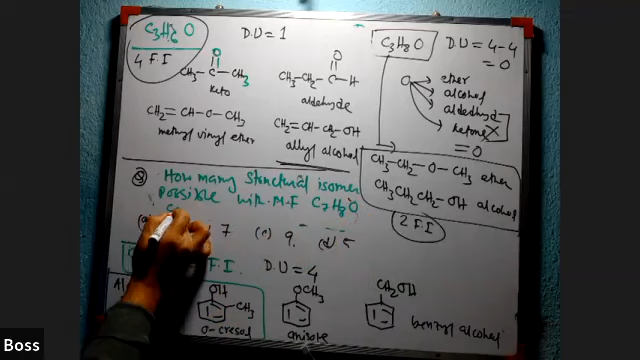 C3H6O
D.U = 1
4 F.I
O
CH3-C-CH3
keto
O
CH3-CH2-C-H
aldehyde
CH2=CH-O-CH3
methyl vinyl ether
CH2=CH-CH2-OH
allyl alcohol
C3H8O
D.U = 4-4
= 0
O
ether
alcohol
aldehyde
ketone X
= 0
CH3-CH2-O-CH3 ether
CH3CH2CH2-OH alcohol
2 F.I
Q How many structural isomer
possible with M.F C7H8O
(a)
7
(c) 9
(d) 5
F.I.
D.U = 4
Al
OH
CH3
o-cresol
OCH3
anisole
CH2OH
benzyl alcohol
Boss